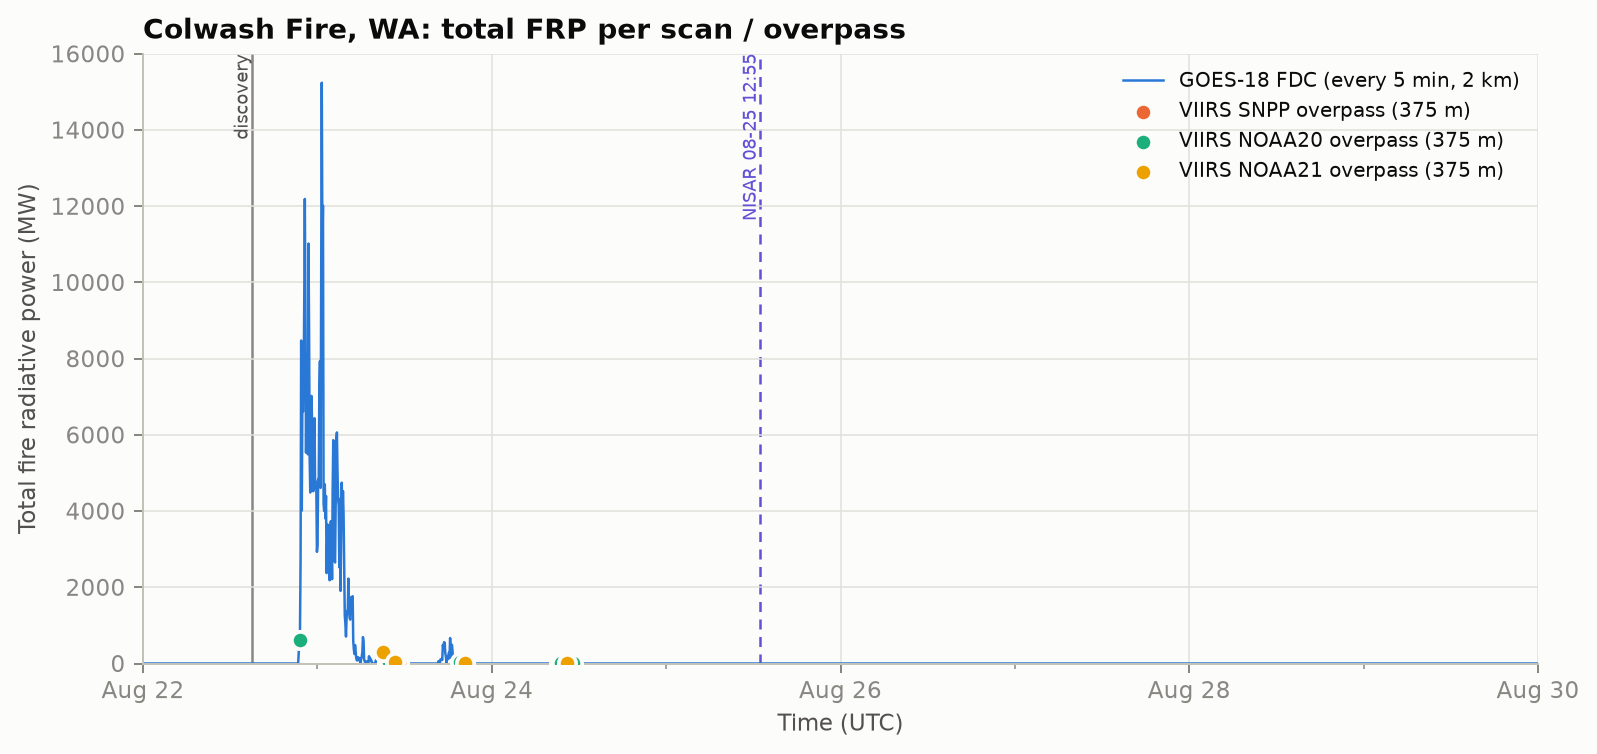 Colwash Fire, WA: total FRP per scan / overpass
Total fire radiative power (MW)
16000
14000
12000
10000
8000
6000
4000
2000
0
discovery
NISAR 08-25 12:55
GOES-18 FDC (every 5 min, 2 km)
VIIRS SNPP overpass (375 m)
VIIRS NOAA20 overpass (375 m)
VIIRS NOAA21 overpass (375 m)
Aug 22
Aug 24
Aug 26
Aug 28
Aug 30
Time (UTC)